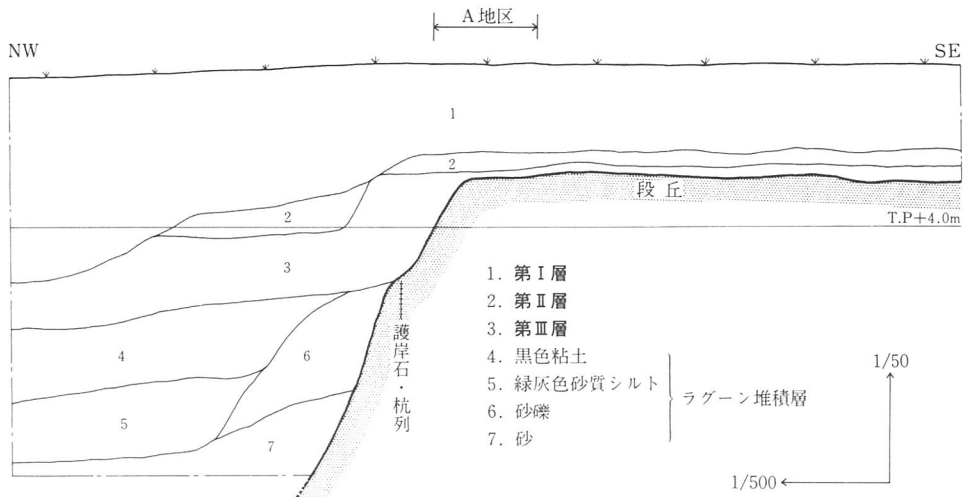 A地区
NW
SE
1
2
段丘
2
T.P+4.0m
3
1. 第Ⅰ層
2. 第Ⅱ層
3. 第Ⅲ層
4. 黒色粘土
5. 緑灰色砂質シルト
6. 砂礫
7. 砂
ラグーン堆積層
護岸石・杭列
4
6
5
7
1/50
1/500